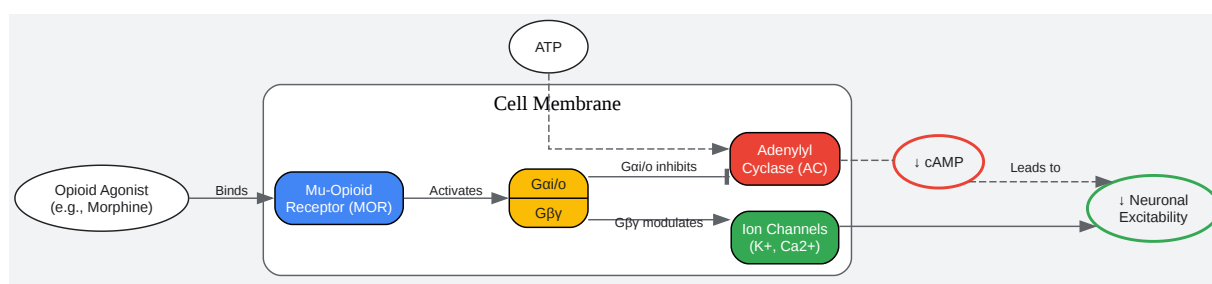 ATP
Cell Membrane
Opioid Agonist
(e.g., Morphine)
Binds
Mu-Opioid
Receptor (MOR)
Activates
Gαi/o
Gβγ
Gαi/o inhibits
Gβγ modulates
Adenylyl
Cyclase (AC)
Ion Channels
(K+, Ca2+)
↓ cAMP
Leads to
↓ Neuronal
Excitability